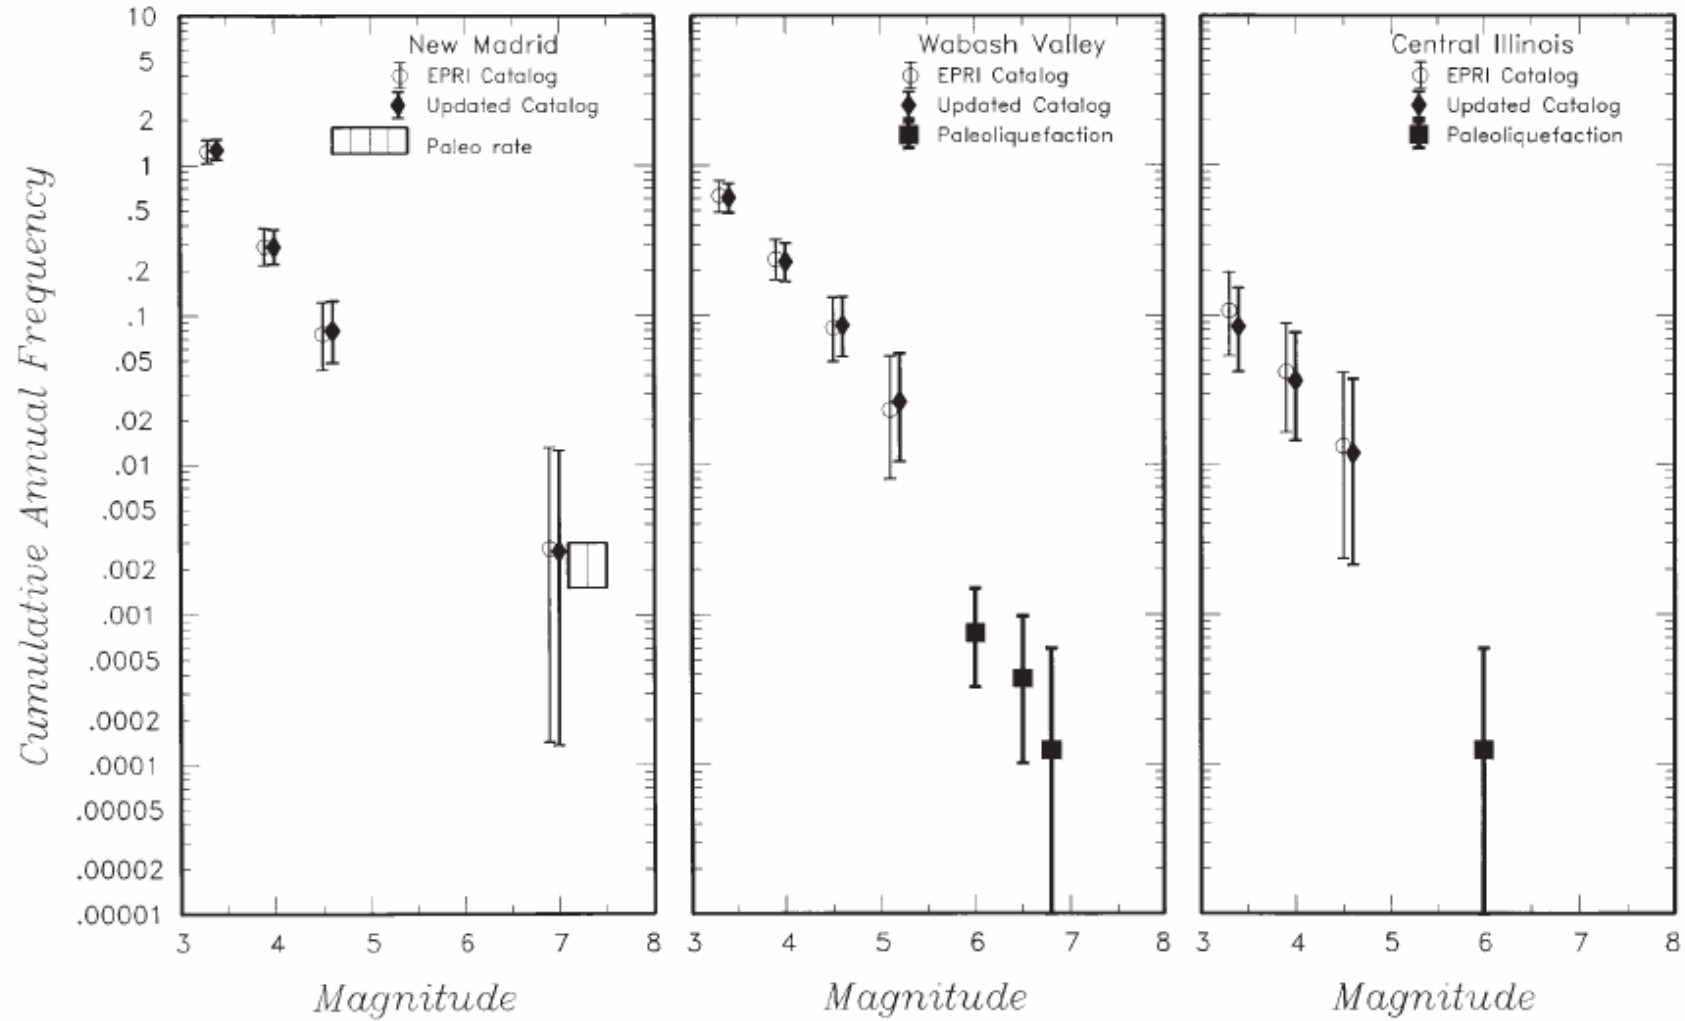 Cumulative Annual Frequency
10
5
2
1
.5
.2
.1
.05
.02
.01
.005
.002
.001
.0005
.0002
.0001
.00005
.00002
.00001
New Madrid
EPRI Catalog
Updated Catalog
Paleo rate
3 4 5 6 7 8
Magnitude
Wabash Valley
EPRI Catalog
Updated Catalog
Paleoliquefaction
3 4 5 6 7 8
Magnitude
Central Illinois
EPRI Catalog
Updated Catalog
Paleoliquefaction
3 4 5 6 7 8
Magnitude